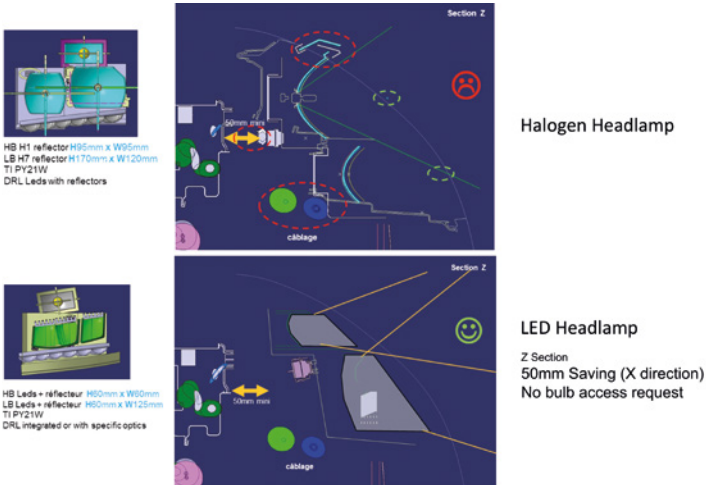 Section Z
50mm mini
câblage
HB H1 reflector H95mm x W95mm
LB H7 reflector H170mm x W120mm
TI PY21W
DRL Leds with reflectors
Halogen Headlamp
Section Z
50mm mini
câblage
HB Leds + réflecteur H60mm x W60mm
LB Leds + réflecteur H60mm x W125mm
TI PY21W
DRL integrated or with specific optics
LED Headlamp
Z Section
50mm Saving (X direction)
No bulb access request